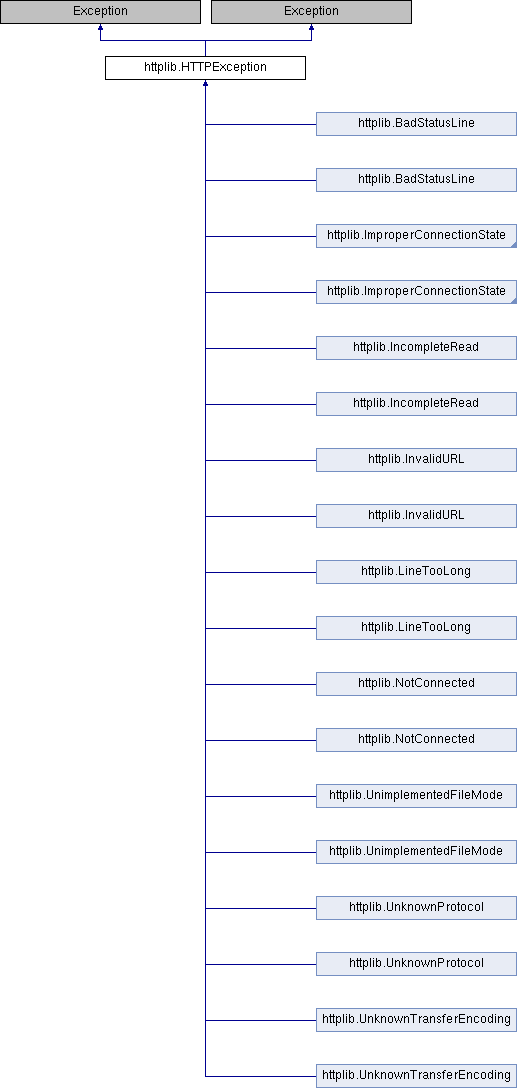 Exception
Exception
httplib.HTTPException
httplib.BadStatusLine
httplib.BadStatusLine
httplib.ImproperConnectionState
httplib.ImproperConnectionState
httplib.IncompleteRead
httplib.IncompleteRead
httplib.InvalidURL
httplib.InvalidURL
httplib.LineTooLong
httplib.LineTooLong
httplib.NotConnected
httplib.NotConnected
httplib.UnimplementedFileMode
httplib.UnimplementedFileMode
httplib.UnknownProtocol
httplib.UnknownProtocol
httplib.UnknownTransferEncoding
httplib.UnknownTransferEncoding